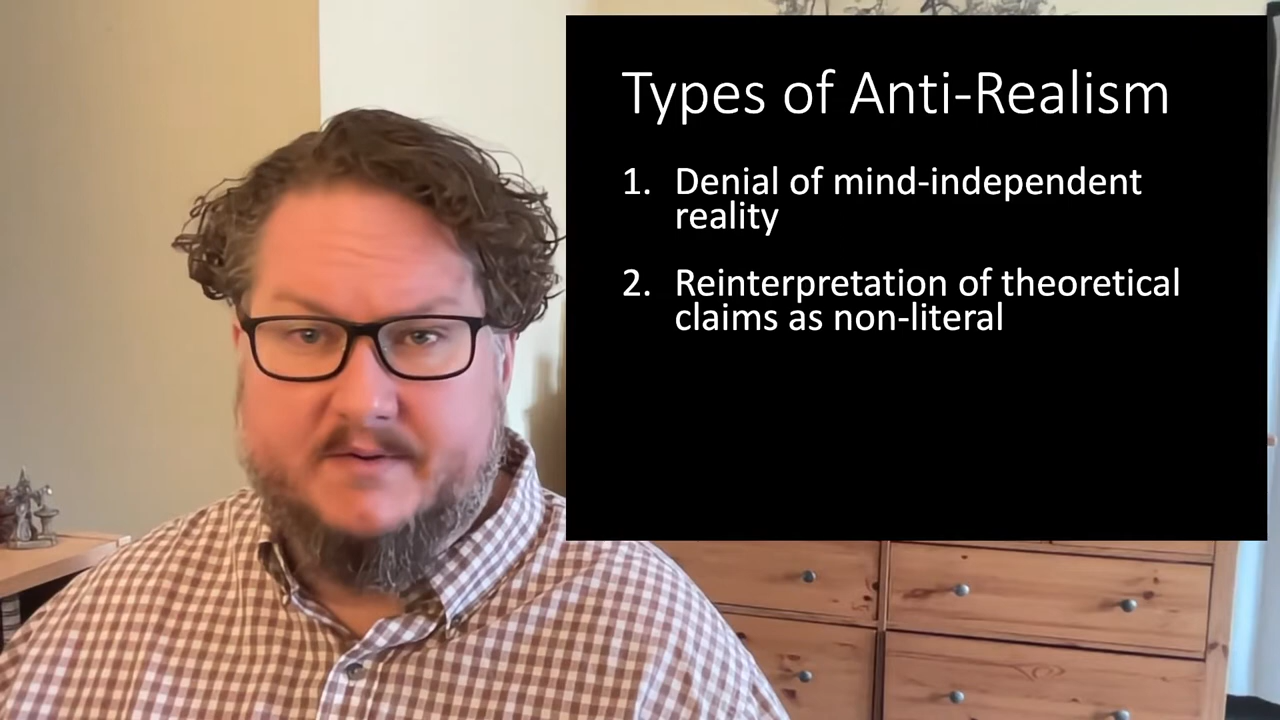 Types of Anti-Realism
1. Denial of mind-independent
reality
2. Reinterpretation of theoretical
claims as non-literal